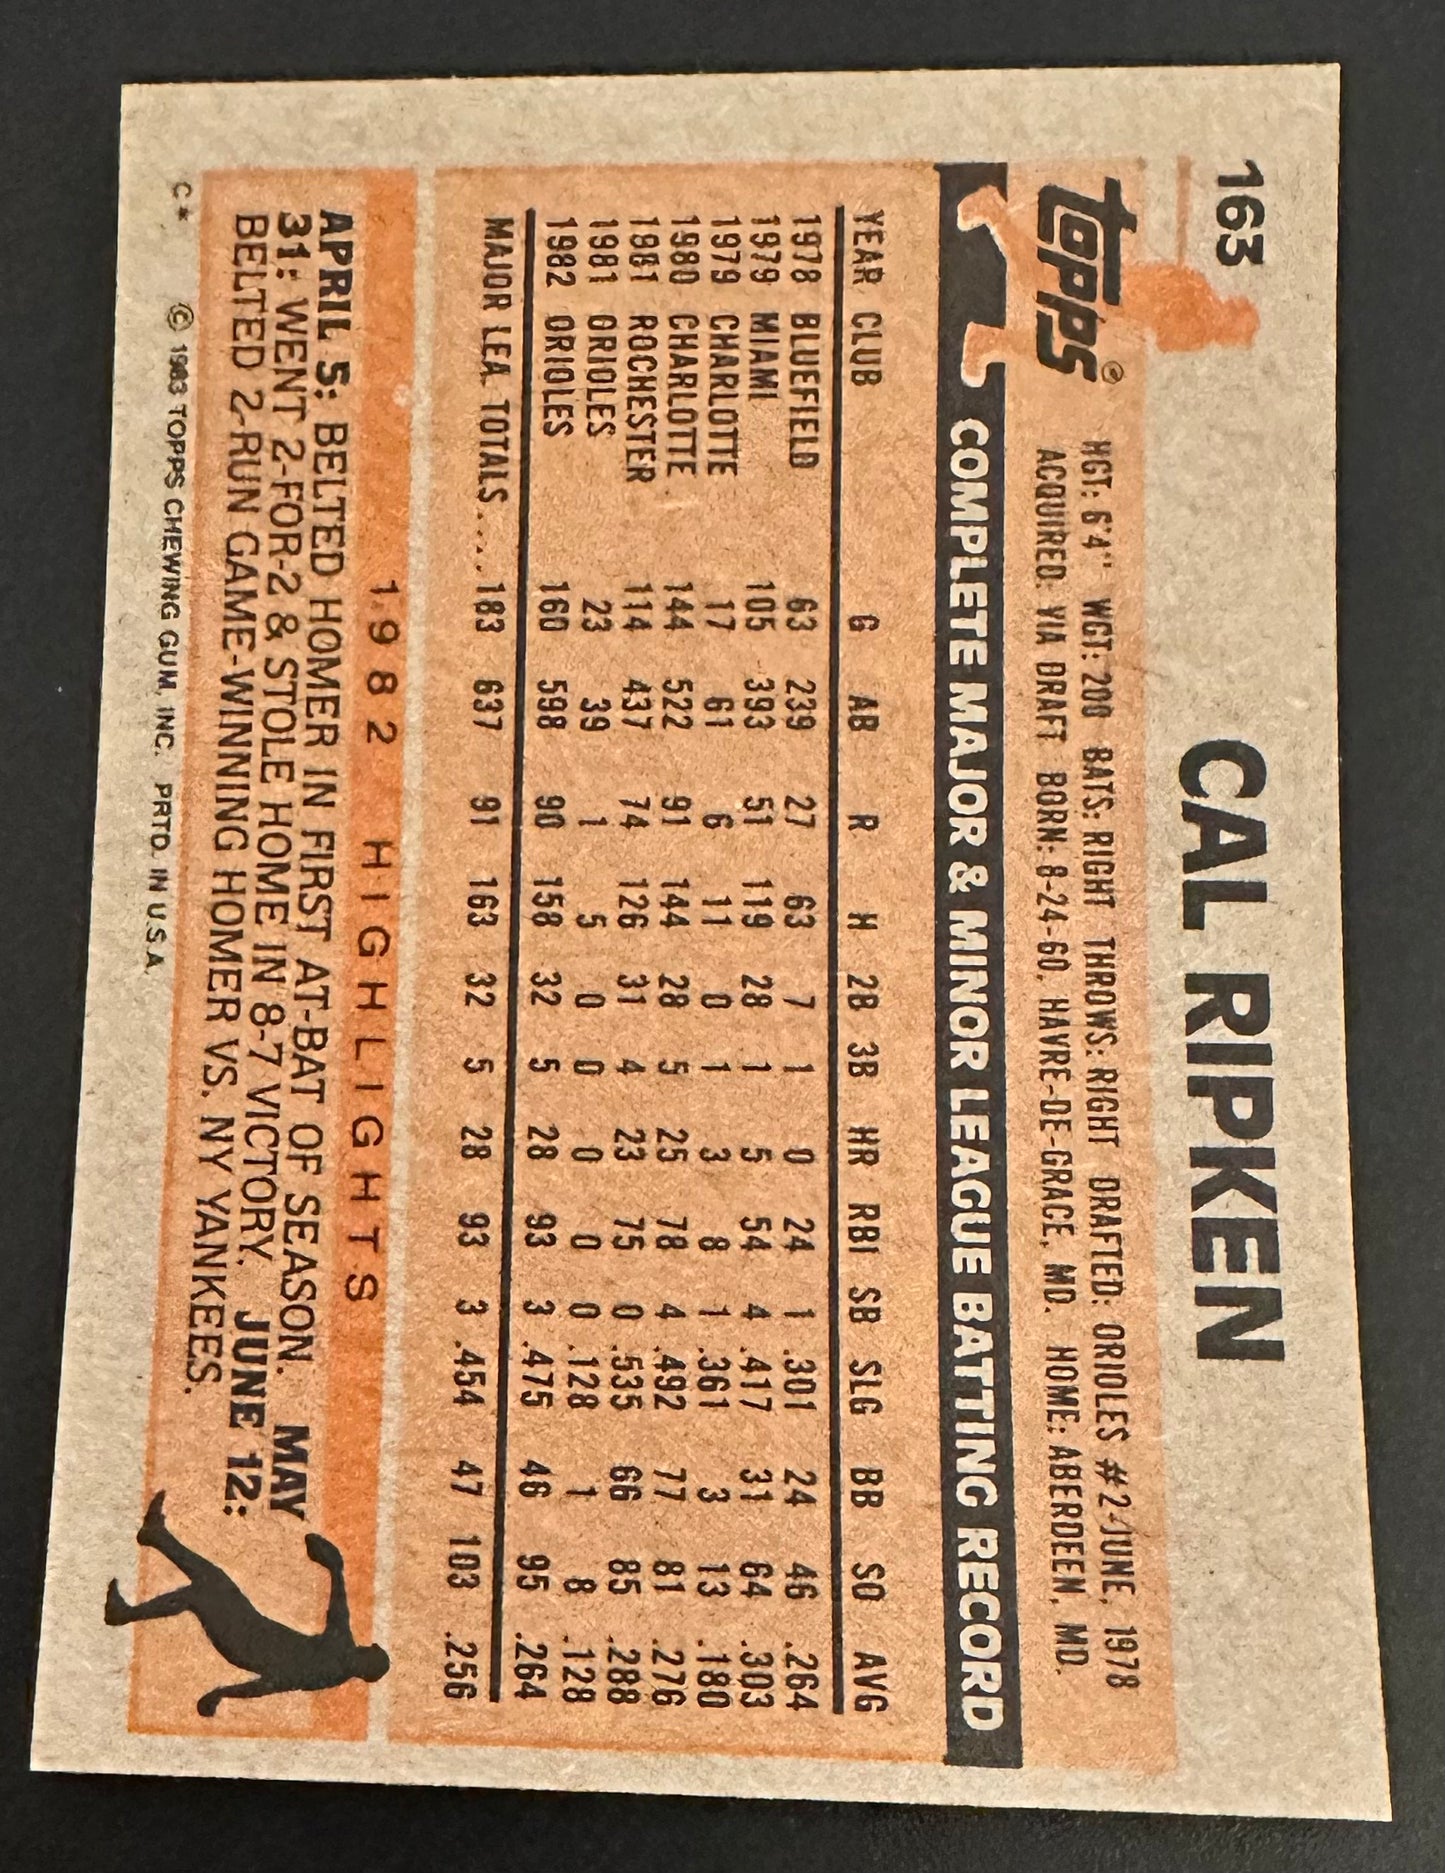 163
CAL RIPKEN
TOPPS®
HGT: 6'4" WGT: 200 BATS: RIGHT THROWS: RIGHT DRAFTED: ORIOLES #2-JUNE, 1978
ACQUIRED: VIA DRAFT BORN: 8-24-60, HAVRE-DE-GRACE, MD. HOME: ABERDEEN, MD.
COMPLETE MAJOR & MINOR LEAGUE BATTING RECORD
YEAR CLUB G AB R H 2B 3B HR RBI SB SLG BB SO AVG
1978 BLUEFIELD 63 239 27 63 7 1 0 24 1 .301 24 46 .264
1979 MIAMI 105 393 51 119 28 1 5 54 4 .417 31 64 .303
1979 CHARLOTTE 17 61 6 11 0 1 3 8 1 .361 3 13 .180
1980 CHARLOTTE 144 522 91 144 28 5 25 78 4 .492 77 81 .276
1981 ROCHESTER 114 437 74 126 31 4 23 75 0 .535 66 85 .288
1981 ORIOLES 23 39 1 5 0 0 0 0 0 .128 1 8 .128
1982 ORIOLES 160 598 90 158 32 5 28 93 3 .475 46 95 .264
MAJOR LEA. TOTALS.... 183 637 91 163 32 5 28 93 3 .454 47 103 .256
1982 HIGHLIGHTS
APRIL 5: BELTED HOMER IN FIRST AT-BAT OF SEASON. MAY
31: WENT 2-FOR-2 & STOLE HOME IN 8-7 VICTORY. JUNE 12:
BELTED 2-RUN GAME-WINNING HOMER VS. NY YANKEES.
C* © 1983 TOPPS CHEWING GUM, INC. PRTD. IN U.S.A.